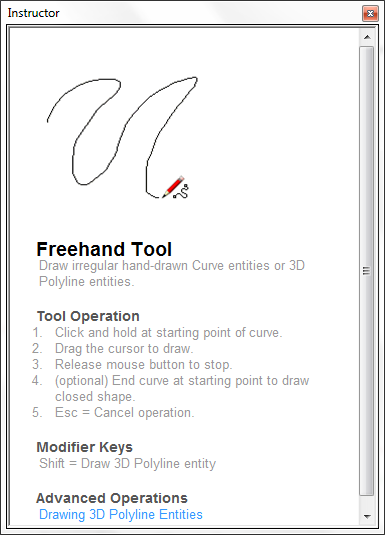 Instructor
Freehand Tool
Draw irregular hand-drawn Curve entities or 3D
Polyline entities.
Tool Operation
1. Click and hold at starting point of curve.
2. Drag the cursor to draw.
3. Release mouse button to stop.
4. (optional) End curve at starting point to draw
closed shape.
5. Esc = Cancel operation.
Modifier Keys
Shift = Draw 3D Polyline entity
Advanced Operations
Drawing 3D Polyline Entities